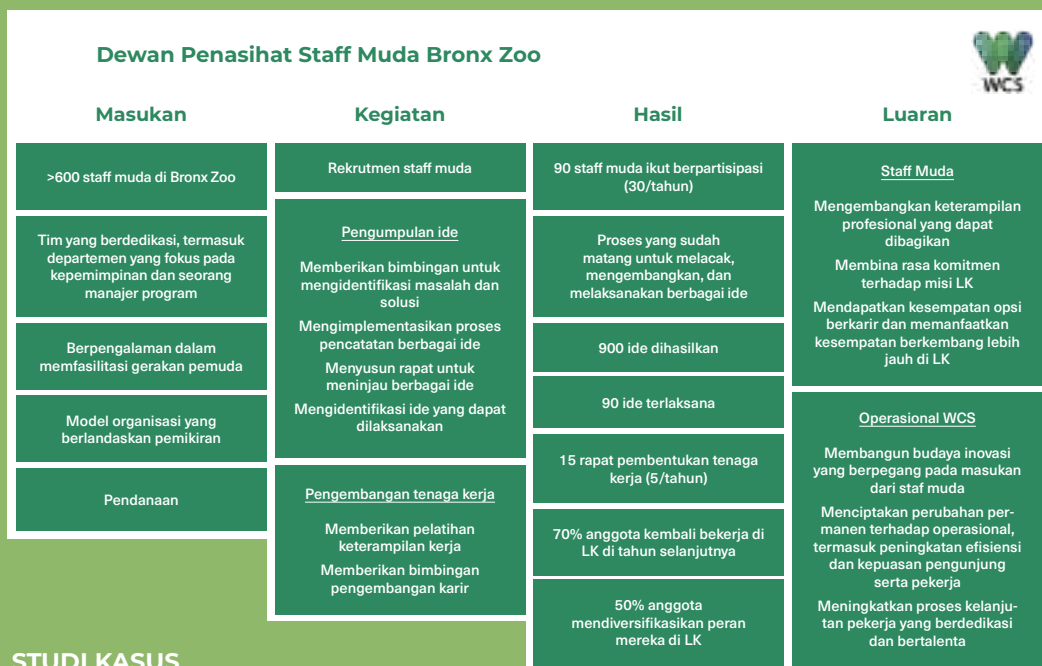 Dewan Penasihat Staff Muda Bronx Zoo
WCS
Masukan
>600 staff muda di Bronx Zoo
Tim yang berdedikasi, termasuk
departemen yang fokus pada
kepemimpinan dan seorang
manajer program
Berpengalaman dalam
memfasilitasi gerakan pemuda
Model organisasi yang
berlandaskan pemikiran
Pendanaan
Kegiatan
Rekrutmen staff muda
Pengumpulan ide
Memberikan bimbingan untuk
mengidentifikasi masalah dan
solusi
Mengimplementasikan proses
pencatatan berbagai ide
Menyusun rapat untuk
meninjau berbagai ide
Mengidentifikasi ide yang dapat
dilaksanakan
Pengembangan tenaga kerja
Memberikan pelatihan
keterampilan kerja
Memberikan bimbingan
pengembangan karir
Hasil
90 staff muda ikut berpartisipasi
(30/tahun)
Proses yang sudah
matang untuk melacak,
mengembangkan, dan
melaksanakan berbagai ide
900 ide dihasilkan
90 ide terlaksana
15 rapat pembentukan tenaga
kerja (5/tahun)
70% anggota kembali bekerja di
LK di tahun selanjutnya
50% anggota
mendiversifikasikan peran
mereka di LK
Luaran
Staff Muda
Mengembangkan keterampilan
profesional yang dapat
dibagikan
Membina rasa komitmen
terhadap misi LK
Mendapatkan kesempatan opsi
berkarir dan memanfaatkan
kesempatan berkembang lebih
jauh di LK
Operasional WCS
Membangun budaya inovasi
yang berpegang pada masukan
dari staf muda
Menciptakan perubahan per-
manen terhadap operasional,
termasuk peningkatan efisiensi
dan kepuasan pengunjung
serta pekerja
Meningkatkan proses kelanju-
tan pekerja yang berdedikasi
dan bertalenta
STUDI KASUS